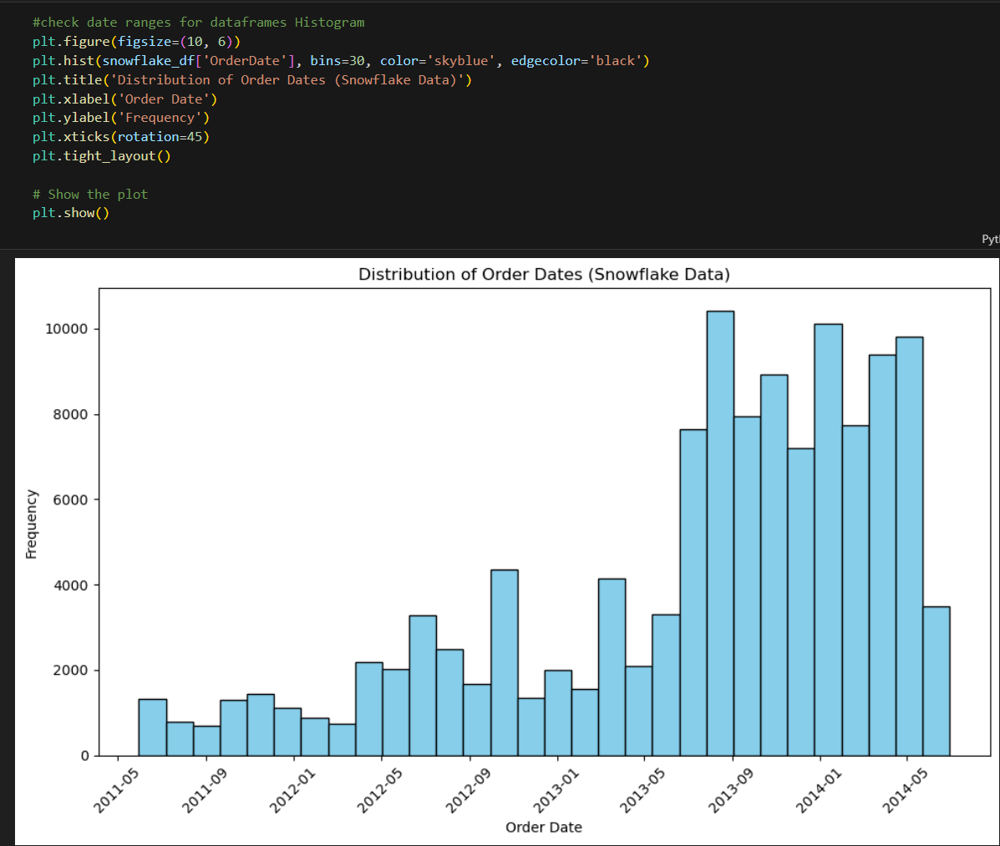 #check date ranges for dataframes Histogram
plt.figure(figsize=(10, 6))
plt.hist(snowflake_df['OrderDate'], bins=30, color='skyblue', edgecolor='black')
plt.title('Distribution of Order Dates (Snowflake Data)')
plt.xlabel('Order Date')
plt.ylabel('Frequency')
plt.xticks(rotation=45)
plt.tight_layout()
# Show the plot
plt.show()
Pyt
Distribution of Order Dates (Snowflake Data)
10000
8000
6000
4000
2000
0
Frequency
2011-05
2011-09
2012-01
2012-05
2012-09
2013-01
2013-05
2013-09
2014-01
2014-05
Order Date